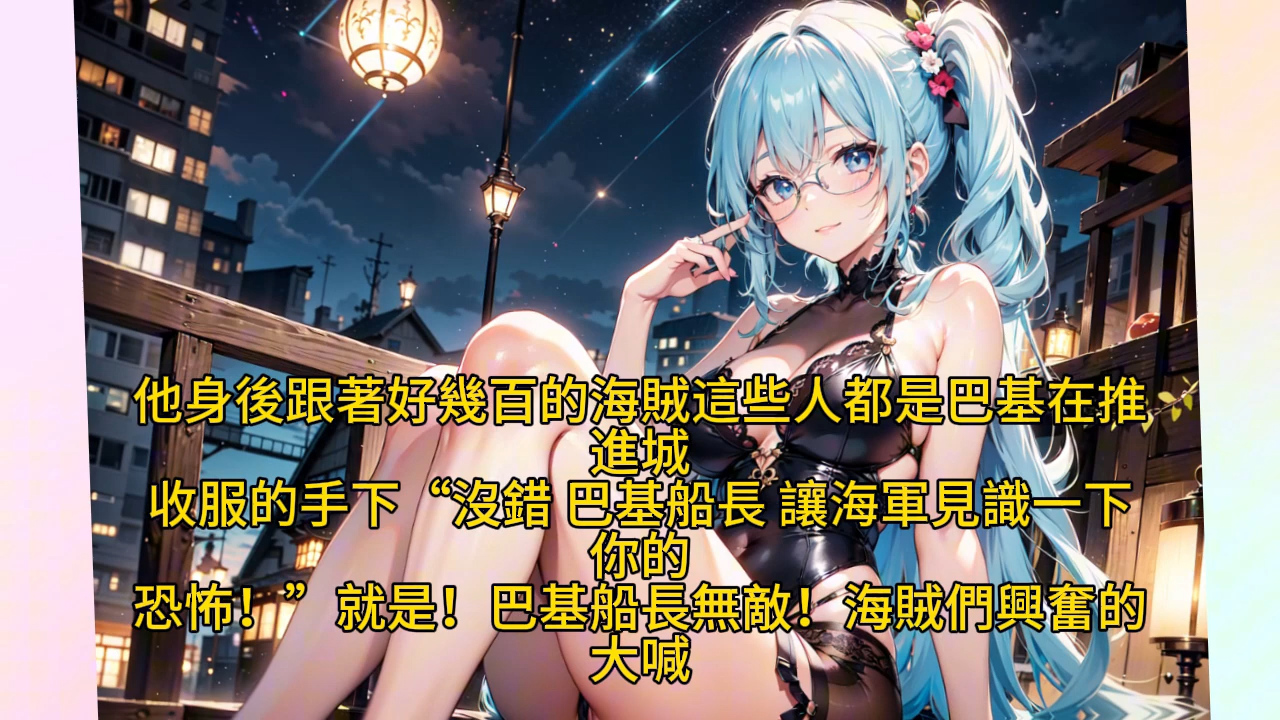 他身後跟著好幾百的海賊這些人都是巴基在推
進城
收服的手下“沒錯 巴基船長 讓海軍見識一下
你的
恐怖！”就是！巴基船長無敵！海賊們興奮的
大喊